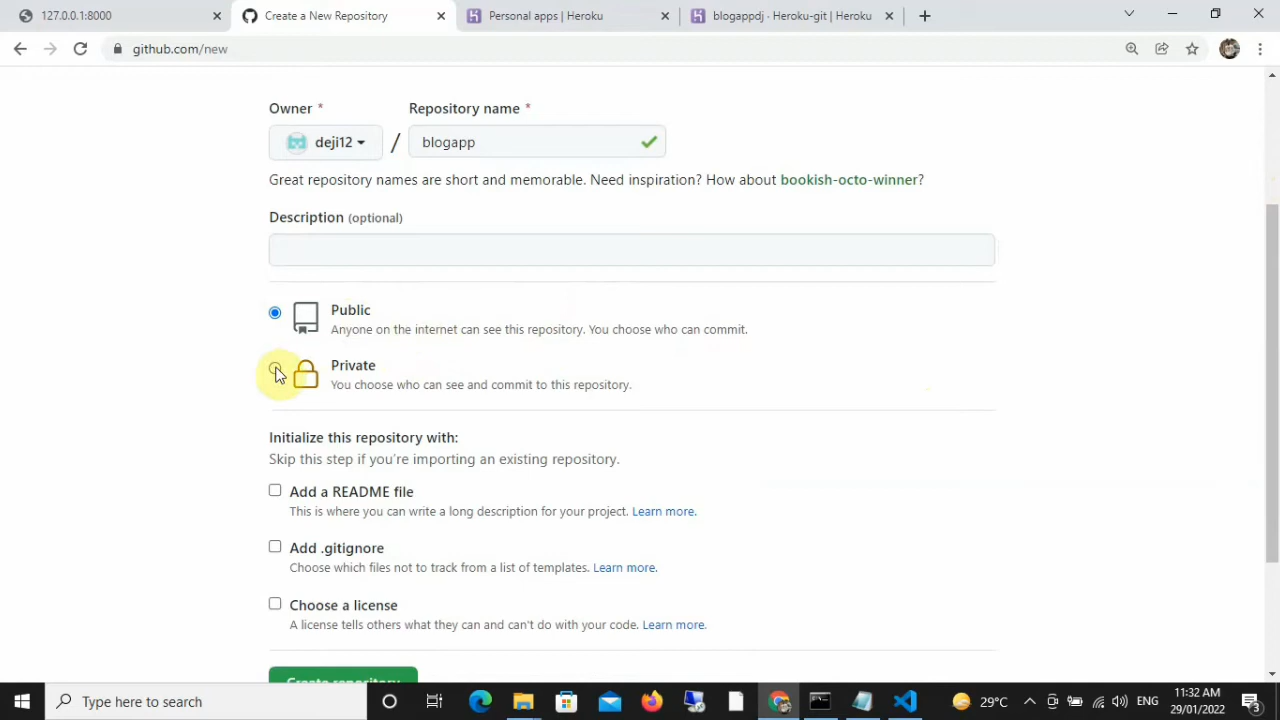 127.0.0.1:8000
Create a New Repository
Personal apps | Heroku
blogappdj · Heroku-git | Heroku
github.com/new
Owner *
Repository name *
deji12
/
blogapp
Great repository names are short and memorable. Need inspiration? How about bookish-octo-winner?
Description (optional)
Public
Anyone on the internet can see this repository. You choose who can commit.
Private
You choose who can see and commit to this repository.
Initialize this repository with:
Skip this step if you're importing an existing repository.
Add a README file
This is where you can write a long description for your project. Learn more.
Add .gitignore
Choose which files not to track from a list of templates. Learn more.
Choose a license
A license tells others what they can and can't do with your code. Learn more.
Create repository
Type here to search
29°C
ENG
11:32 AM
29/01/2022
3